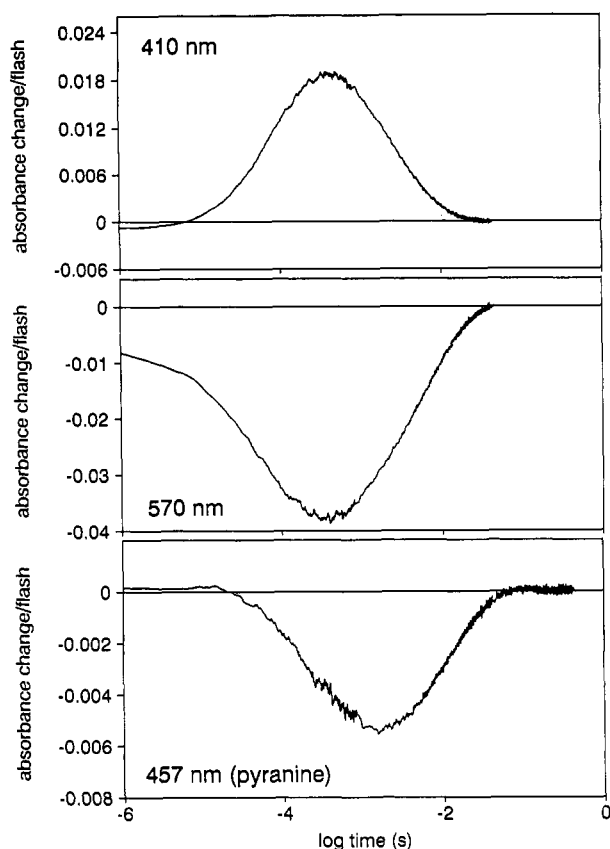 absorbance change/flash
0.024
0.018
0.012
0.006
0
-0.006
410 nm
absorbance change/flash
0
-0.01
-0.02
-0.03
-0.04
570 nm
absorbance change/flash
0
-0.002
-0.004
-0.006
-0.008
457 nm (pyranine)
-6 -4 -2 0
log time (s)